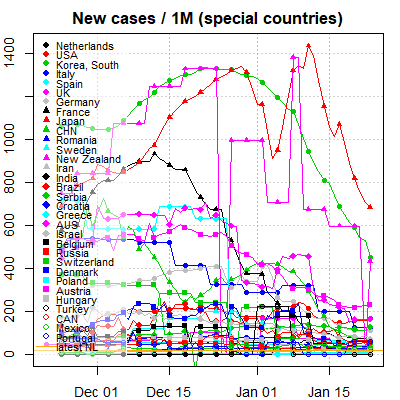 New cases / 1M (special countries)
1400
1200
1000
800
600
400
200
0
Netherlands
USA
Korea, South
Italy
Spain
UK
Germany
France
Japan
CHN
Romania
Sweden
New Zealand
Iran
India
Brazil
Serbia
Croatia
Greece
AUS
Israel
Belgium
Russia
Switzerland
Denmark
Poland
Austria
Hungary
Turkey
CAN
Mexico
Portugal
latest NL
Dec 01
Dec 15
Jan 01
Jan 15